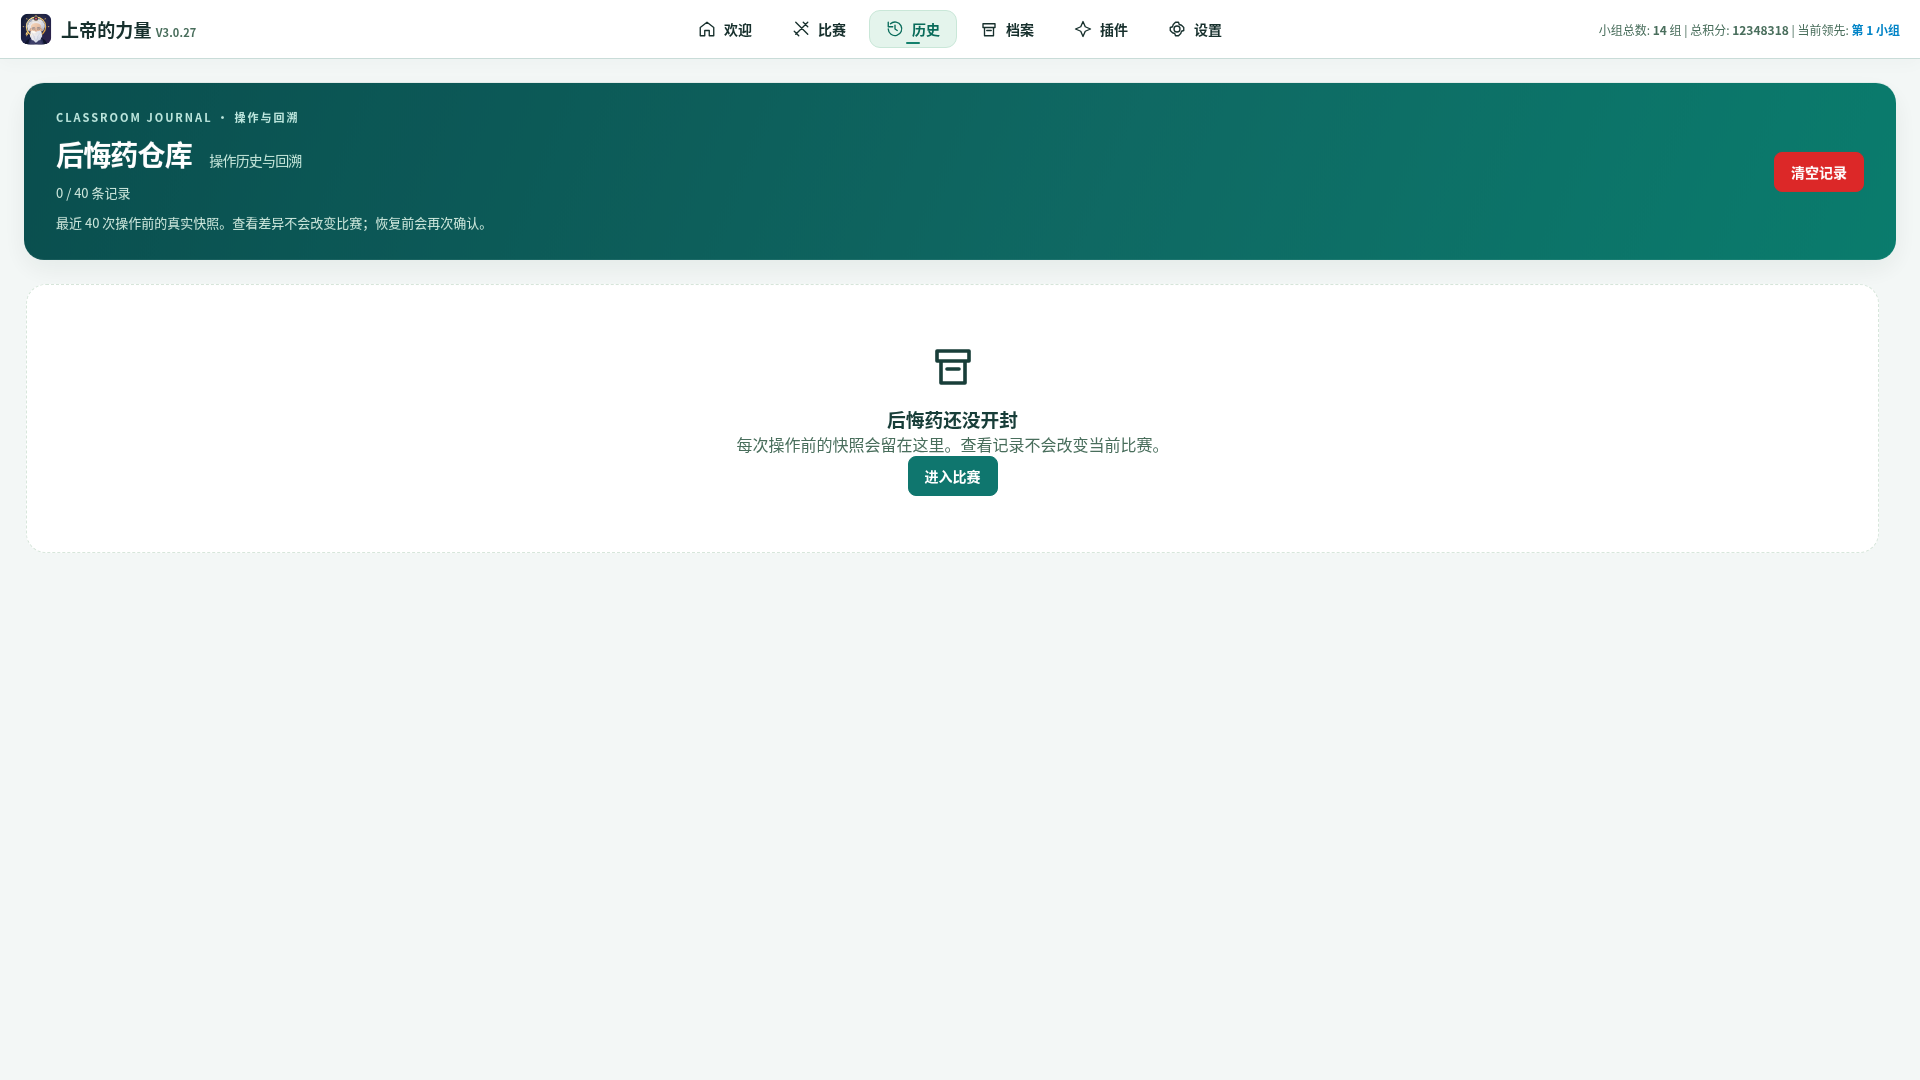 上帝的力量 V3.0.27
欢迎
比赛
历史
档案
插件
设置
小组总数: 14 组 | 总积分: 12348318 | 当前领先: 第 1 小组
CLASSROOM JOURNAL · 操作与回溯
后悔药仓库 操作历史与回溯
0 / 40 条记录
最近 40 次操作前的真实快照。查看差异不会改变比赛；恢复前会再次确认。
清空记录
后悔药还没开封
每次操作前的快照会留在这里。查看记录不会改变当前比赛。
进入比赛